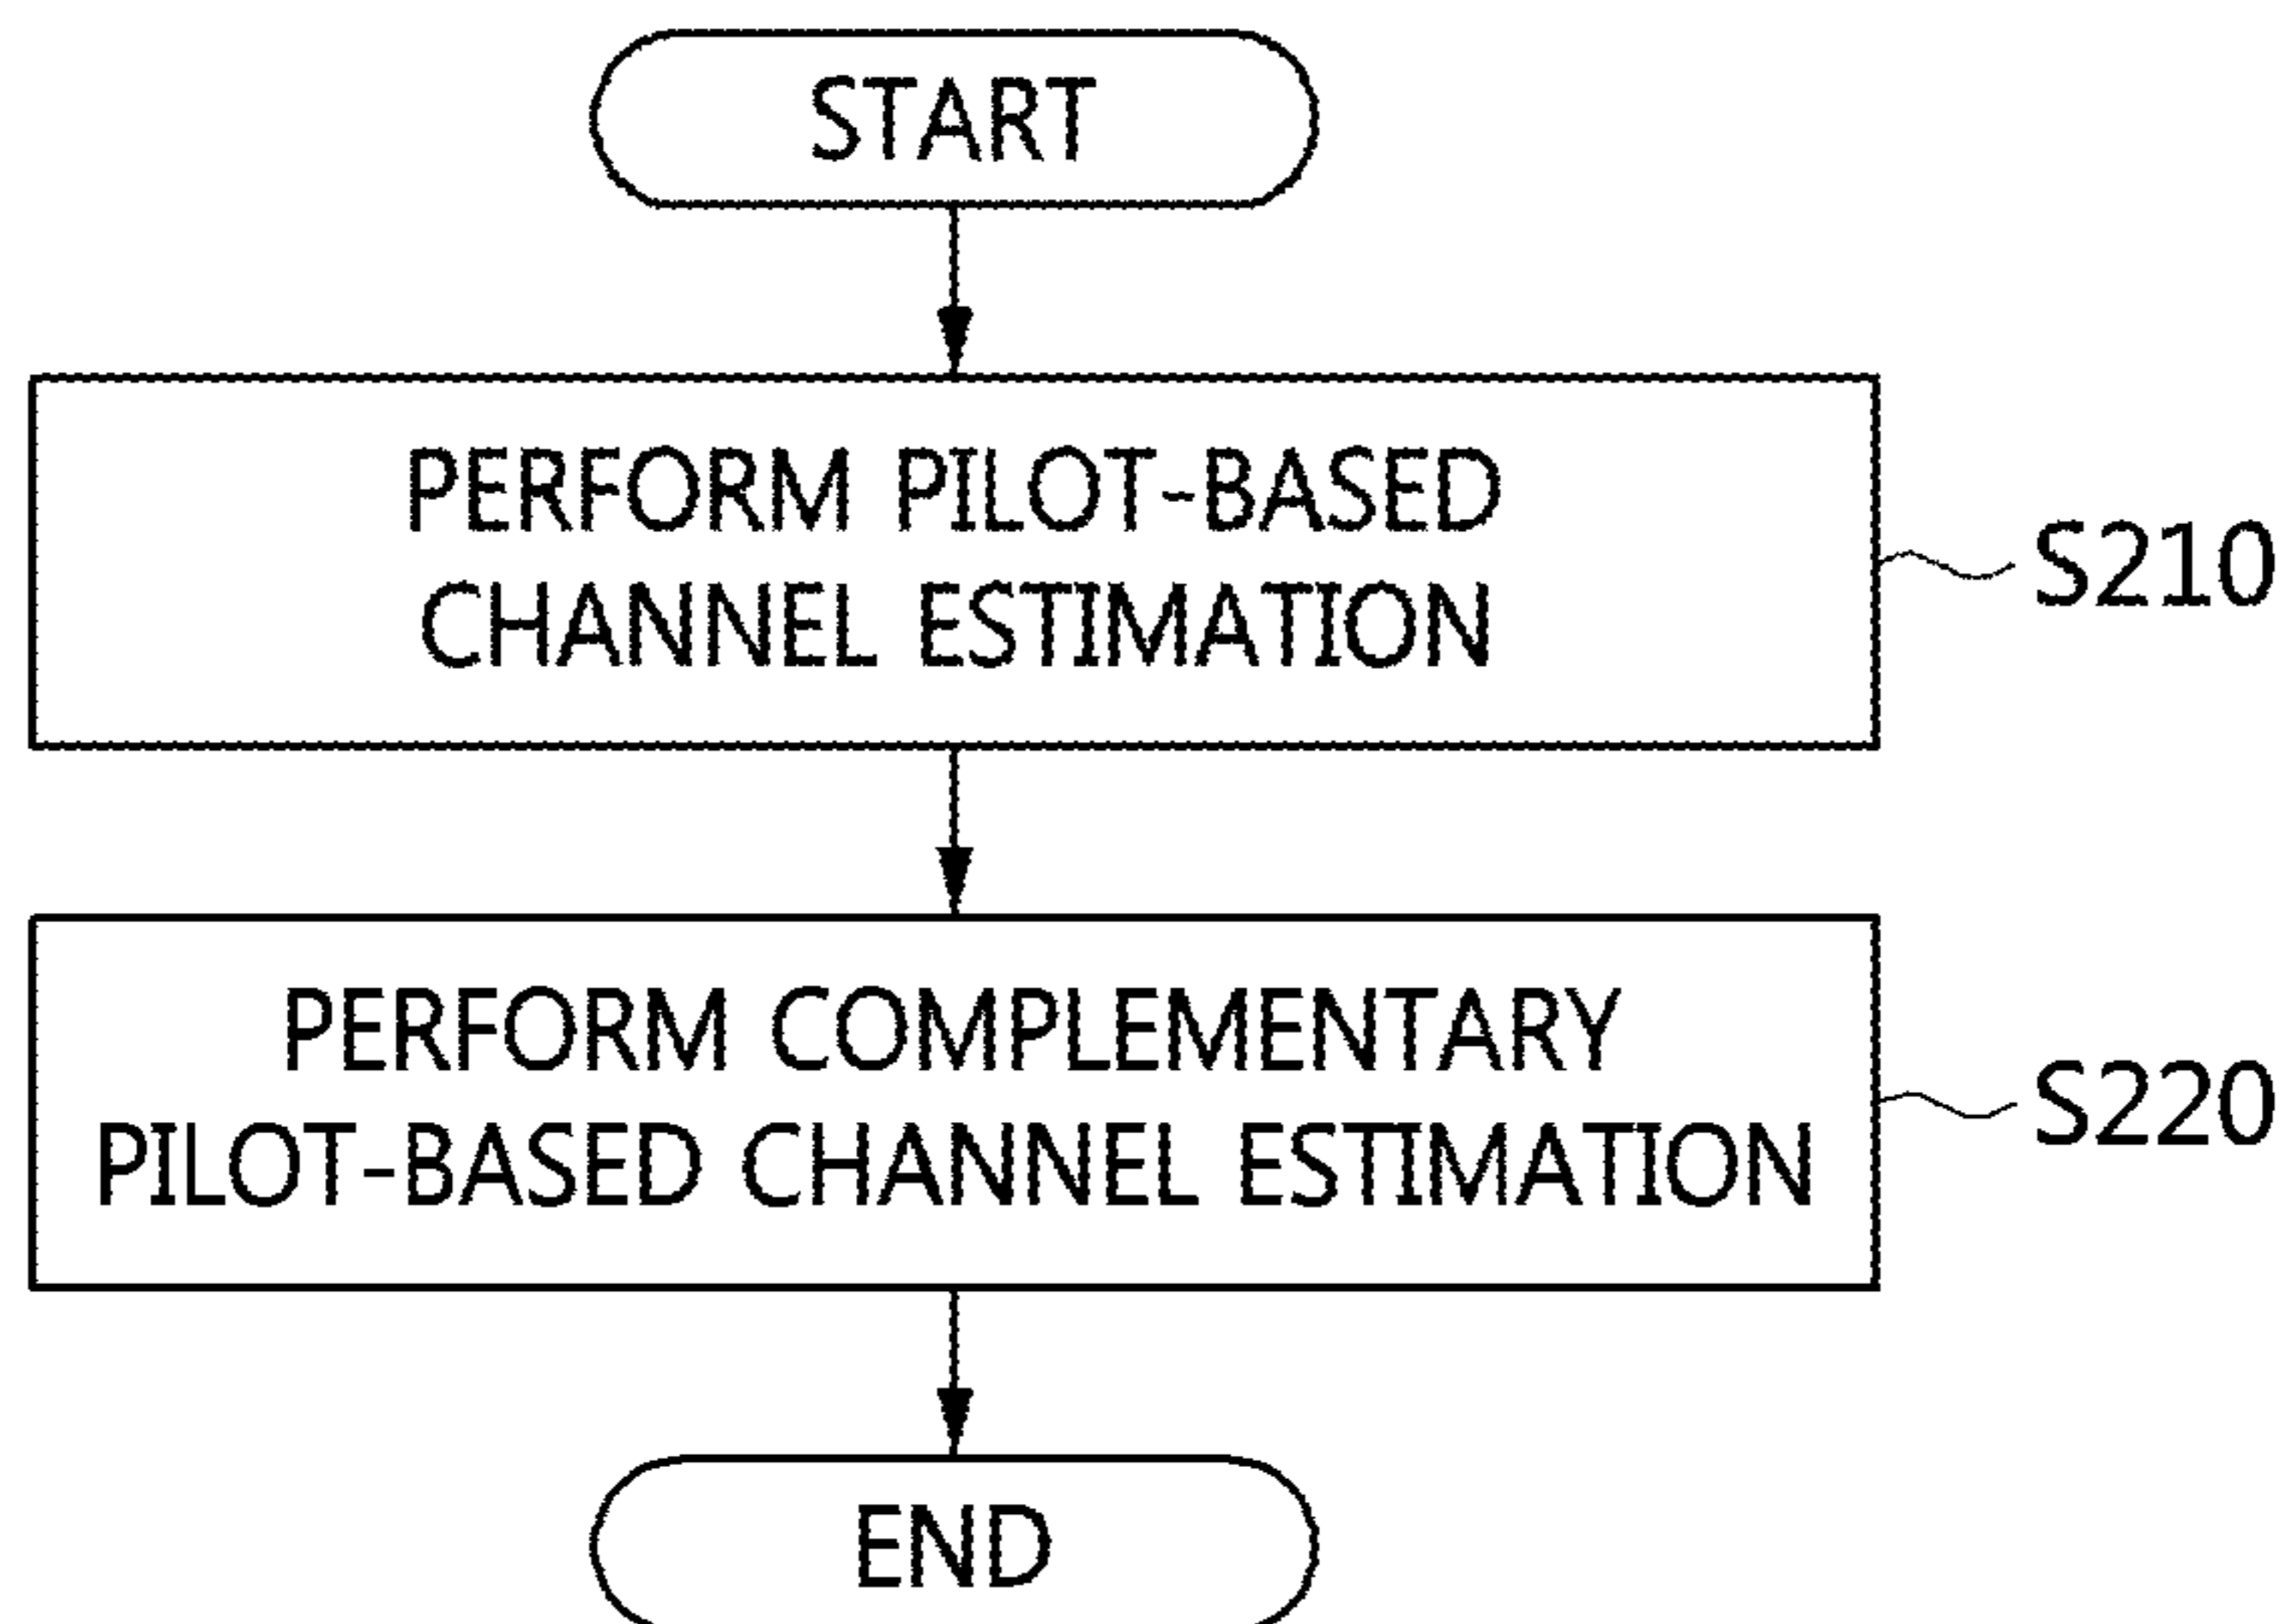 START
PERFORM PILOT-BASED
CHANNEL ESTIMATION
S210
PERFORM COMPLEMENTARY
PILOT-BASED CHANNEL ESTIMATION
S220
END